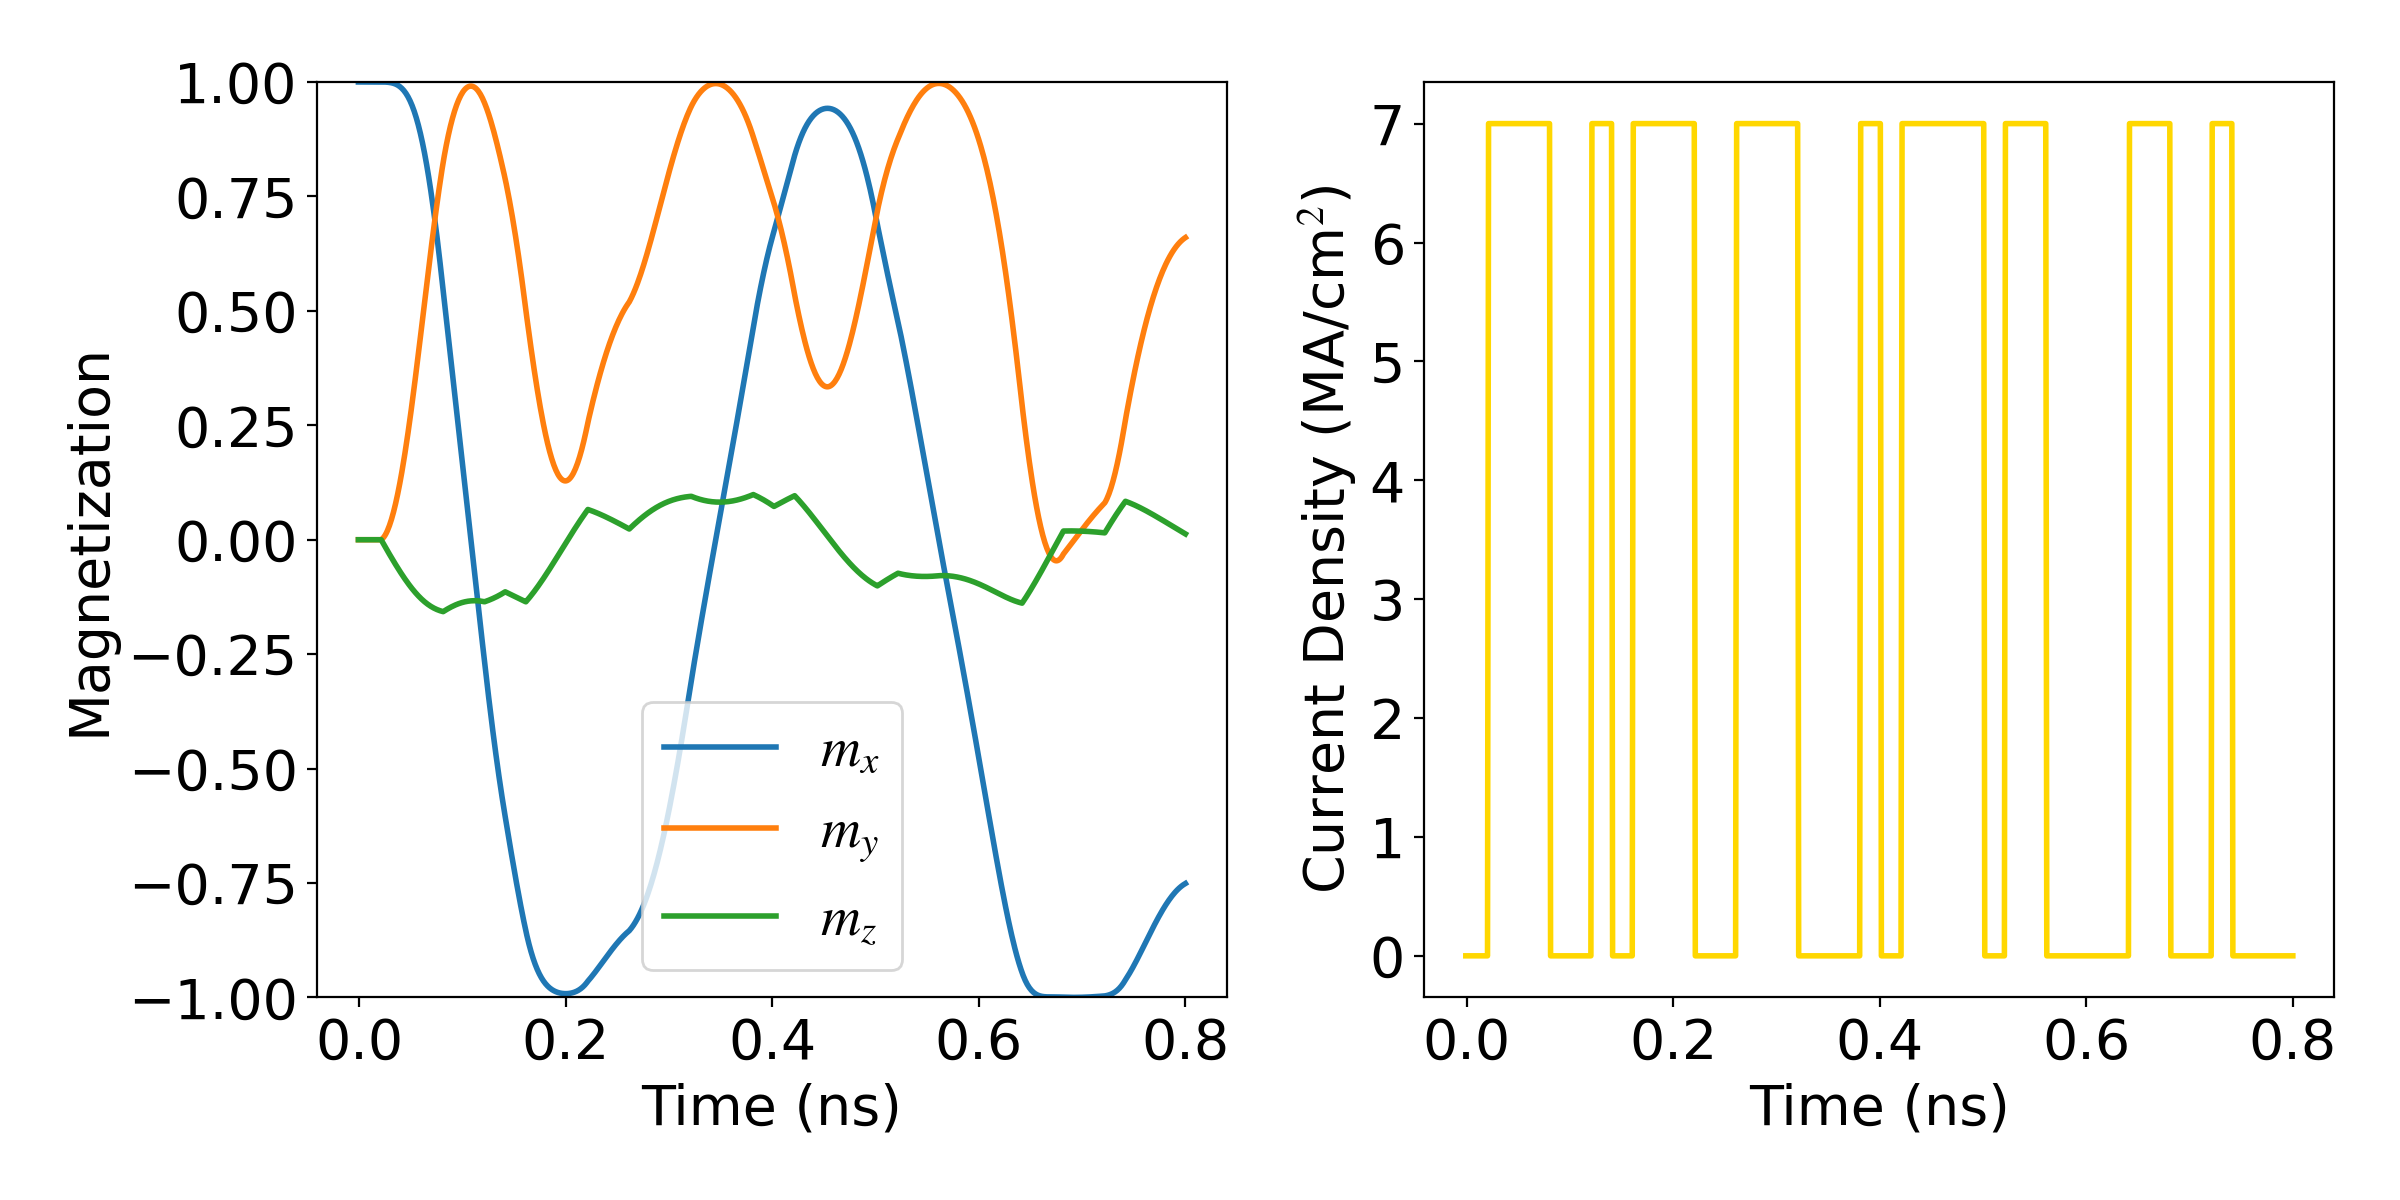 1.00
0.75
0.50
0.25
0.00
−0.25
−0.50
−0.75
−1.00
Magnetization
0.0 0.2 0.4 0.6 0.8
Time (ns)
m_x
m_y
m_z
7
6
5
4
3
2
1
0
Current Density (MA/cm²)
0.0 0.2 0.4 0.6 0.8
Time (ns)